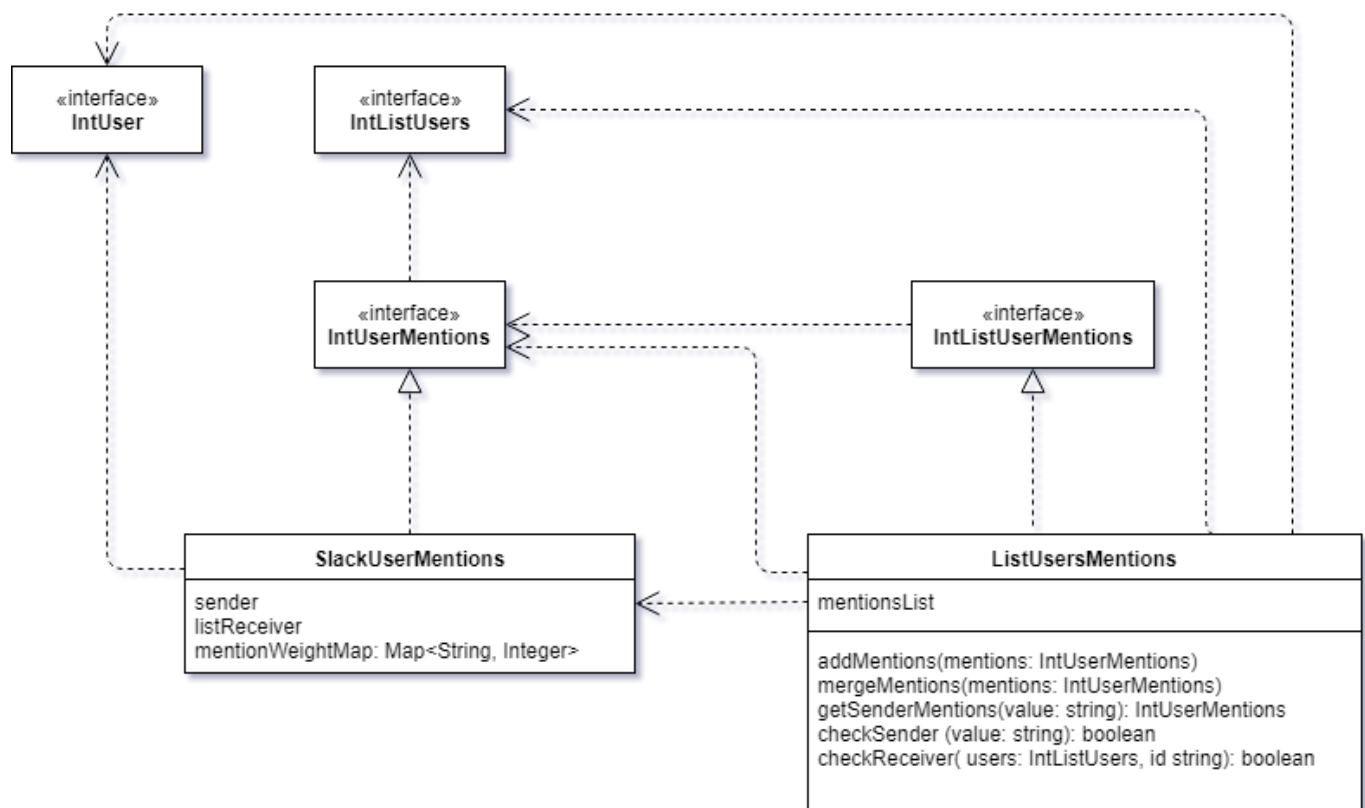 «interface»
IntUser
«interface»
IntListUsers
«interface»
IntUserMentions
«interface»
IntListUserMentions
SlackUserMentions
sender
listReceiver
mentionWeightMap: Map<String, Integer>
ListUsersMentions
mentionsList
addMentions(mentions: IntUserMentions)
mergeMentions(mentions: IntUserMentions)
getSenderMentions(value: string): IntUserMentions
checkSender (value: string): boolean
checkReceiver( users: IntListUsers, id string): boolean